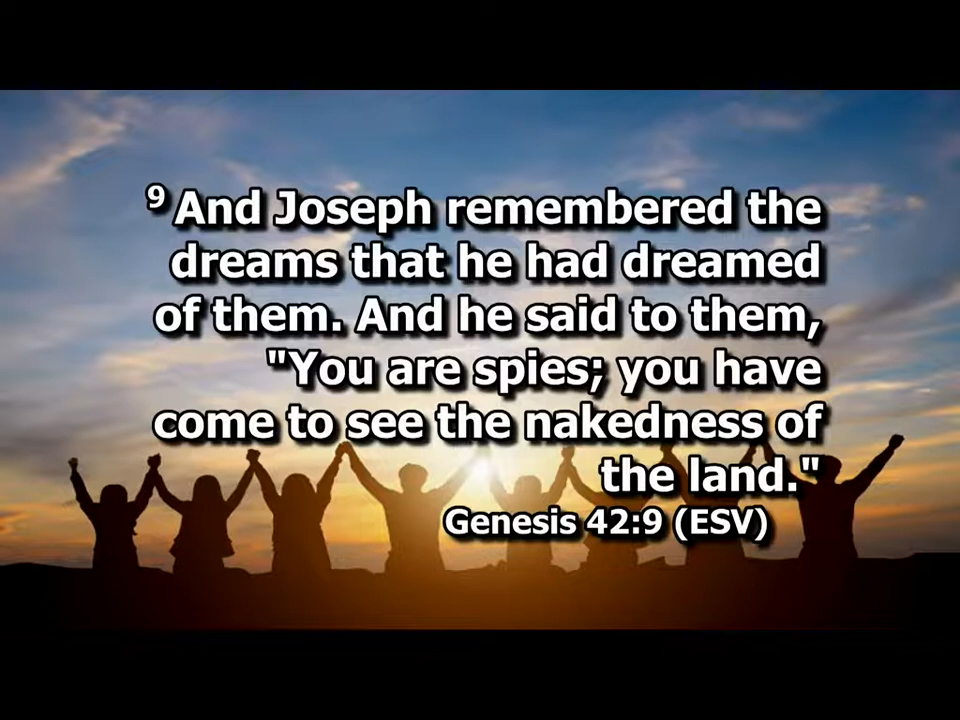 9 And Joseph remembered the
dreams that he had dreamed
of them. And he said to them,
"You are spies; you have
come to see the nakedness of
the land."
Genesis 42:9 (ESV)